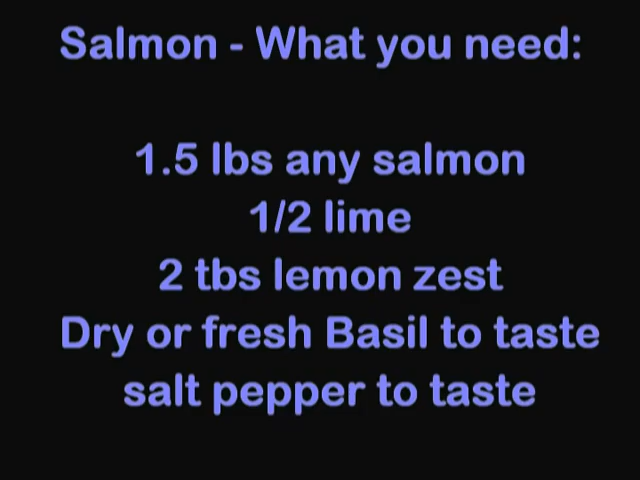 Salmon - What you need:
1.5 lbs any salmon
1/2 lime
2 tbs lemon zest
Dry or fresh Basil to taste
salt pepper to taste